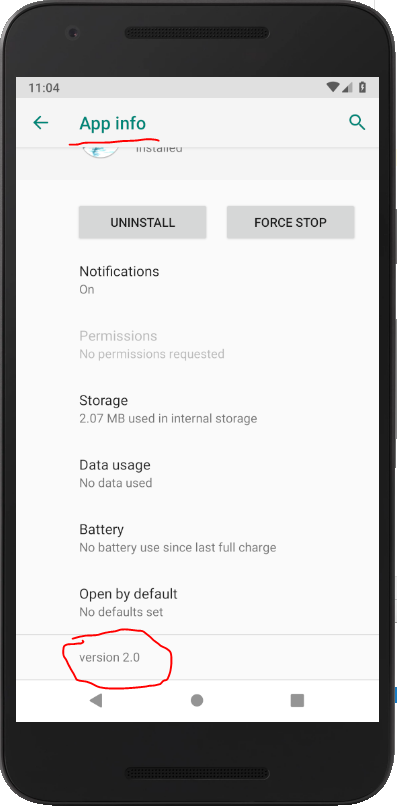 11:04
App info
Installed
UNINSTALL
FORCE STOP
Notifications
On
Permissions
No permissions requested
Storage
2.07 MB used in internal storage
Data usage
No data used
Battery
No battery use since last full charge
Open by default
No defaults set
version 2.0